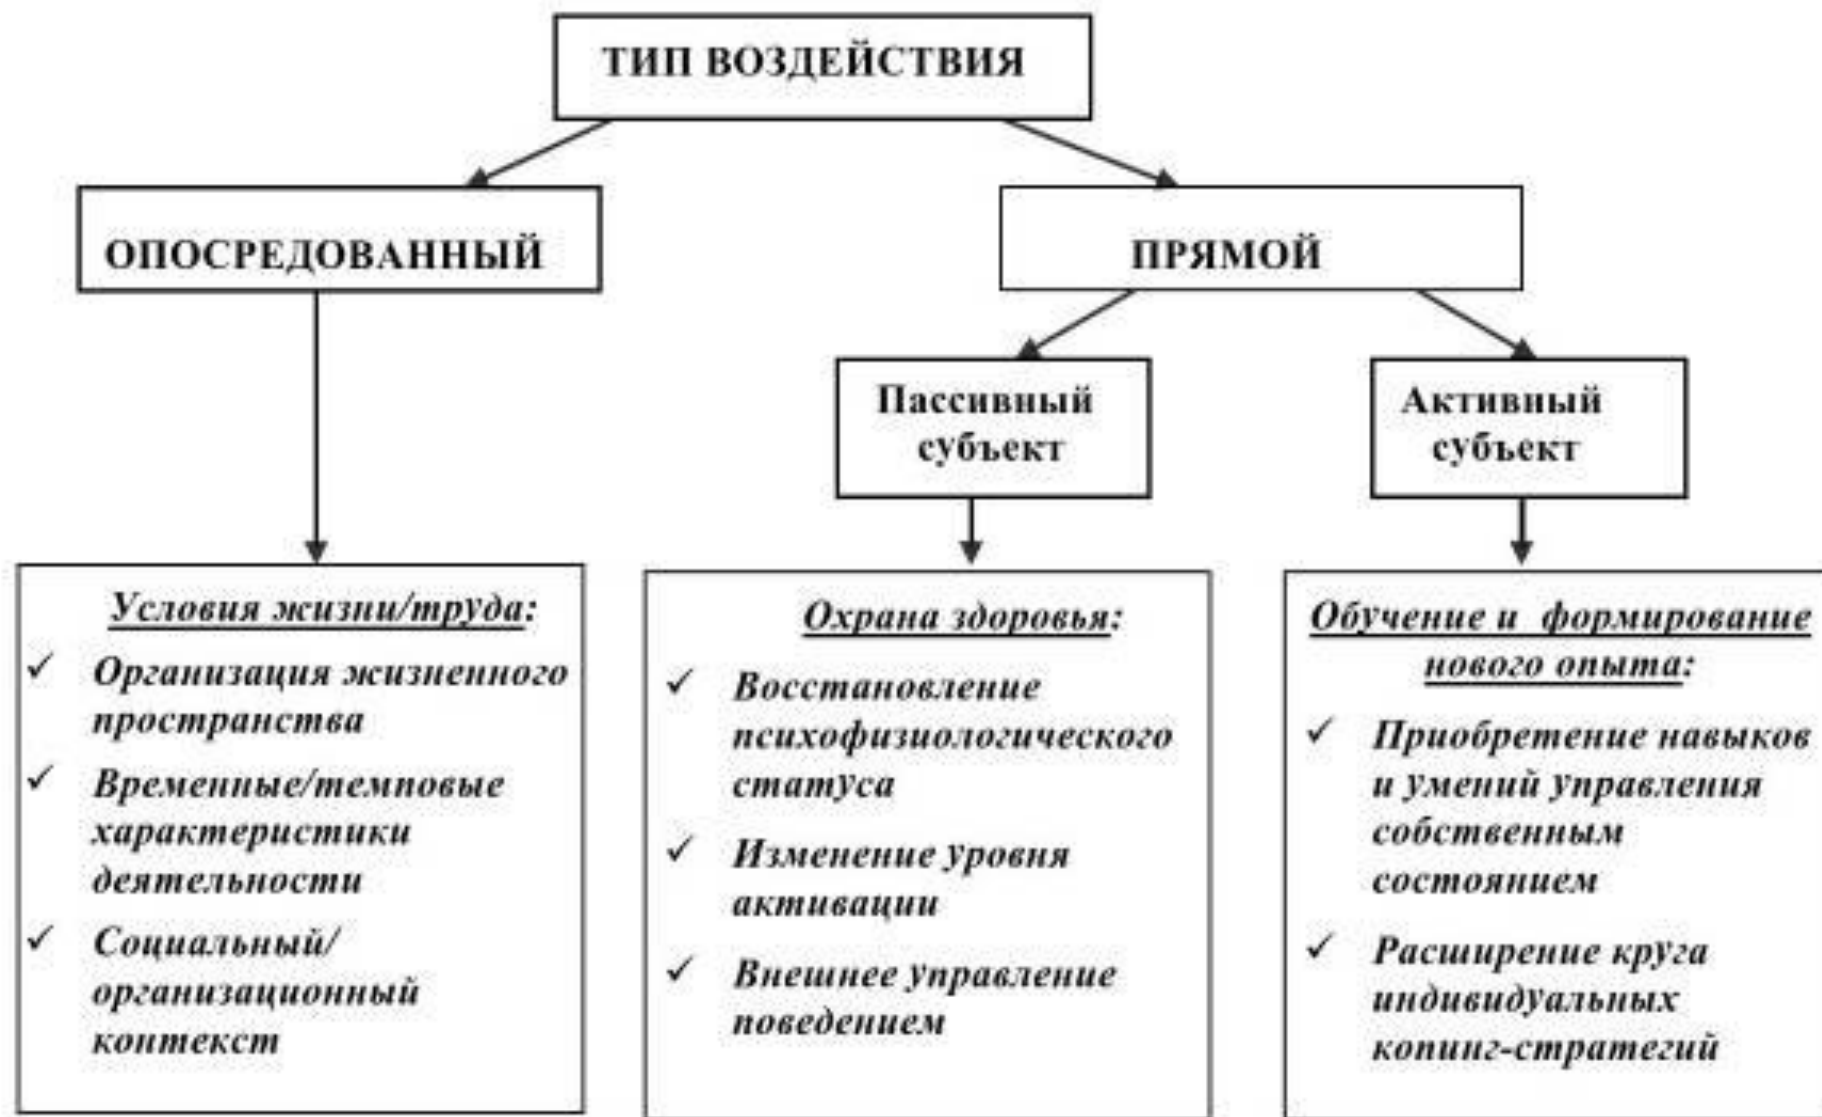 ТИП ВОЗДЕЙСТВИЯ
ОПОСРЕДОВАННЫЙ
ПРЯМОЙ
Пассивный
субъект
Активный
субъект
Условия жизни/труда:
✓ Организация жизненного
пространства
✓ Временные/темповые
характеристики
деятельности
✓ Социальный/
организационный
контекст
Охрана здоровья:
✓ Восстановление
психофизиологического
статуса
✓ Изменение уровня
активации
✓ Внешнее управление
поведением
Обучение и формирование
нового опыта:
✓ Приобретение навыков
и умений управления
собственным
состоянием
✓ Расширение круга
индивидуальных
копинг-стратегий